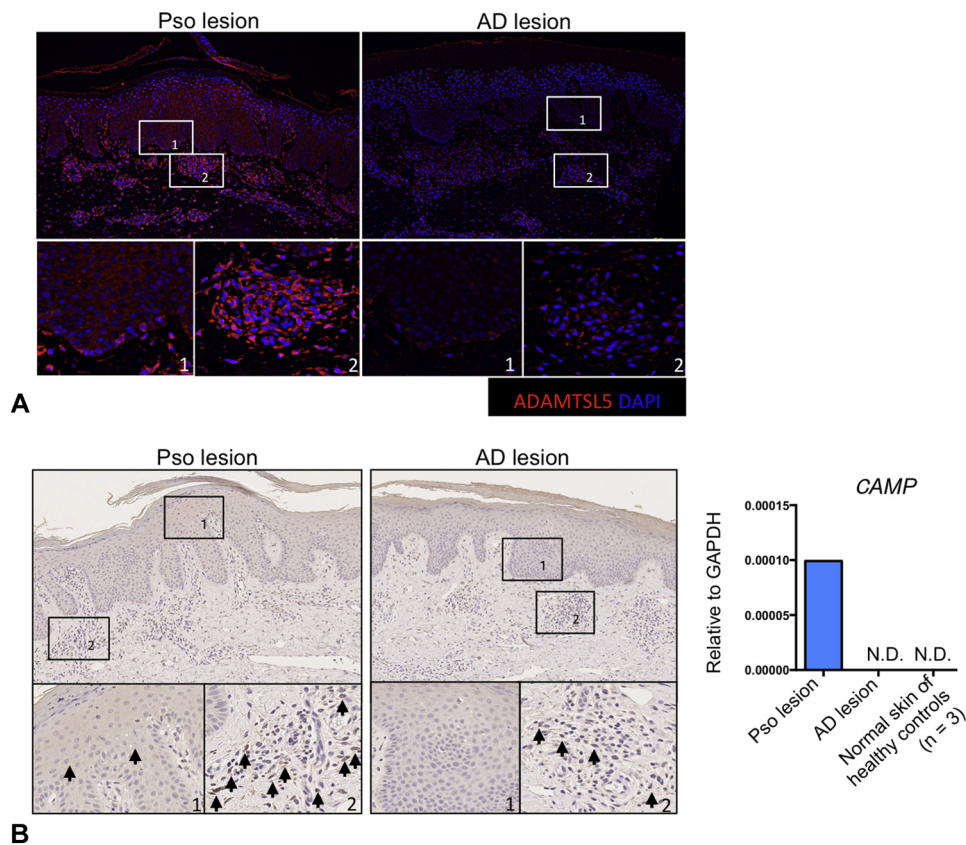 Pso lesion AD lesion
1 1
2 2
1 2 1 2
A
ADAMTSL5 DAPI
Pso lesion AD lesion
1 1
2 2
1 2 1 2
B
CAMP
Relative to GAPDH
0.00015
0.00010
0.00005
0.00000
N.D. N.D.
Pso lesion
AD lesion
Normal skin of
healthy controls
(n = 3)